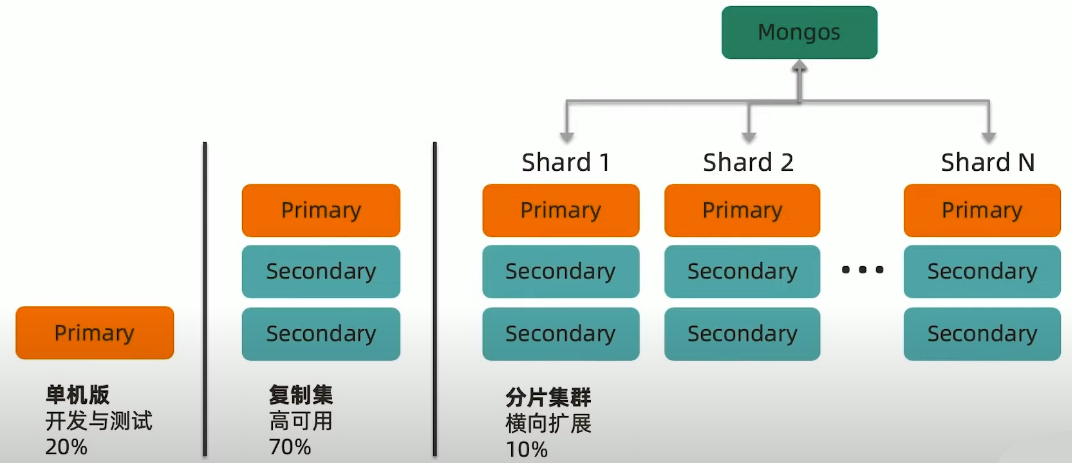 Mongos
Shard 1
Shard 2
Shard N
Primary
Primary
Primary
Primary
Secondary
Secondary
Secondary
Secondary
Primary
Secondary
Secondary
Secondary
Secondary
单机版
开发与测试
20%
复制集
高可用
70%
分片集群
横向扩展
10%